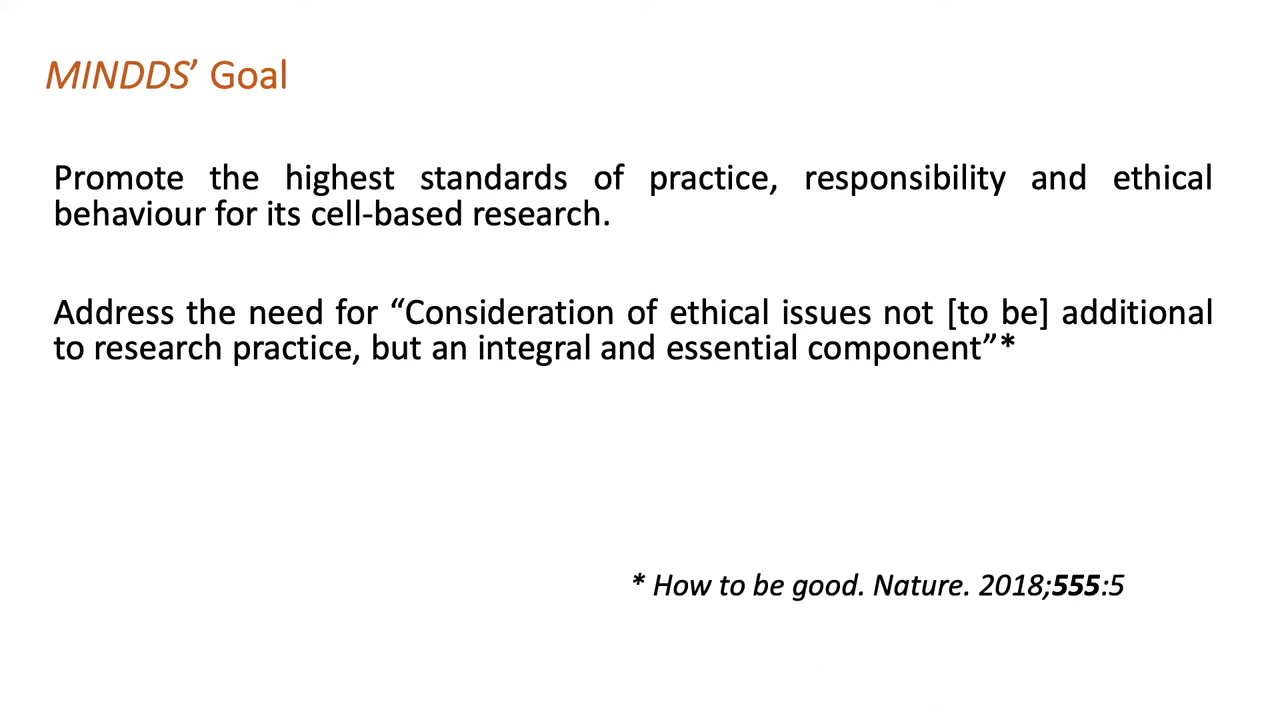 MINDDS’ Goal
Promote the highest standards of practice, responsibility and ethical
behaviour for its cell-based research.
Address the need for “Consideration of ethical issues not [to be] additional
to research practice, but an integral and essential component”*
* How to be good. Nature. 2018;555:5